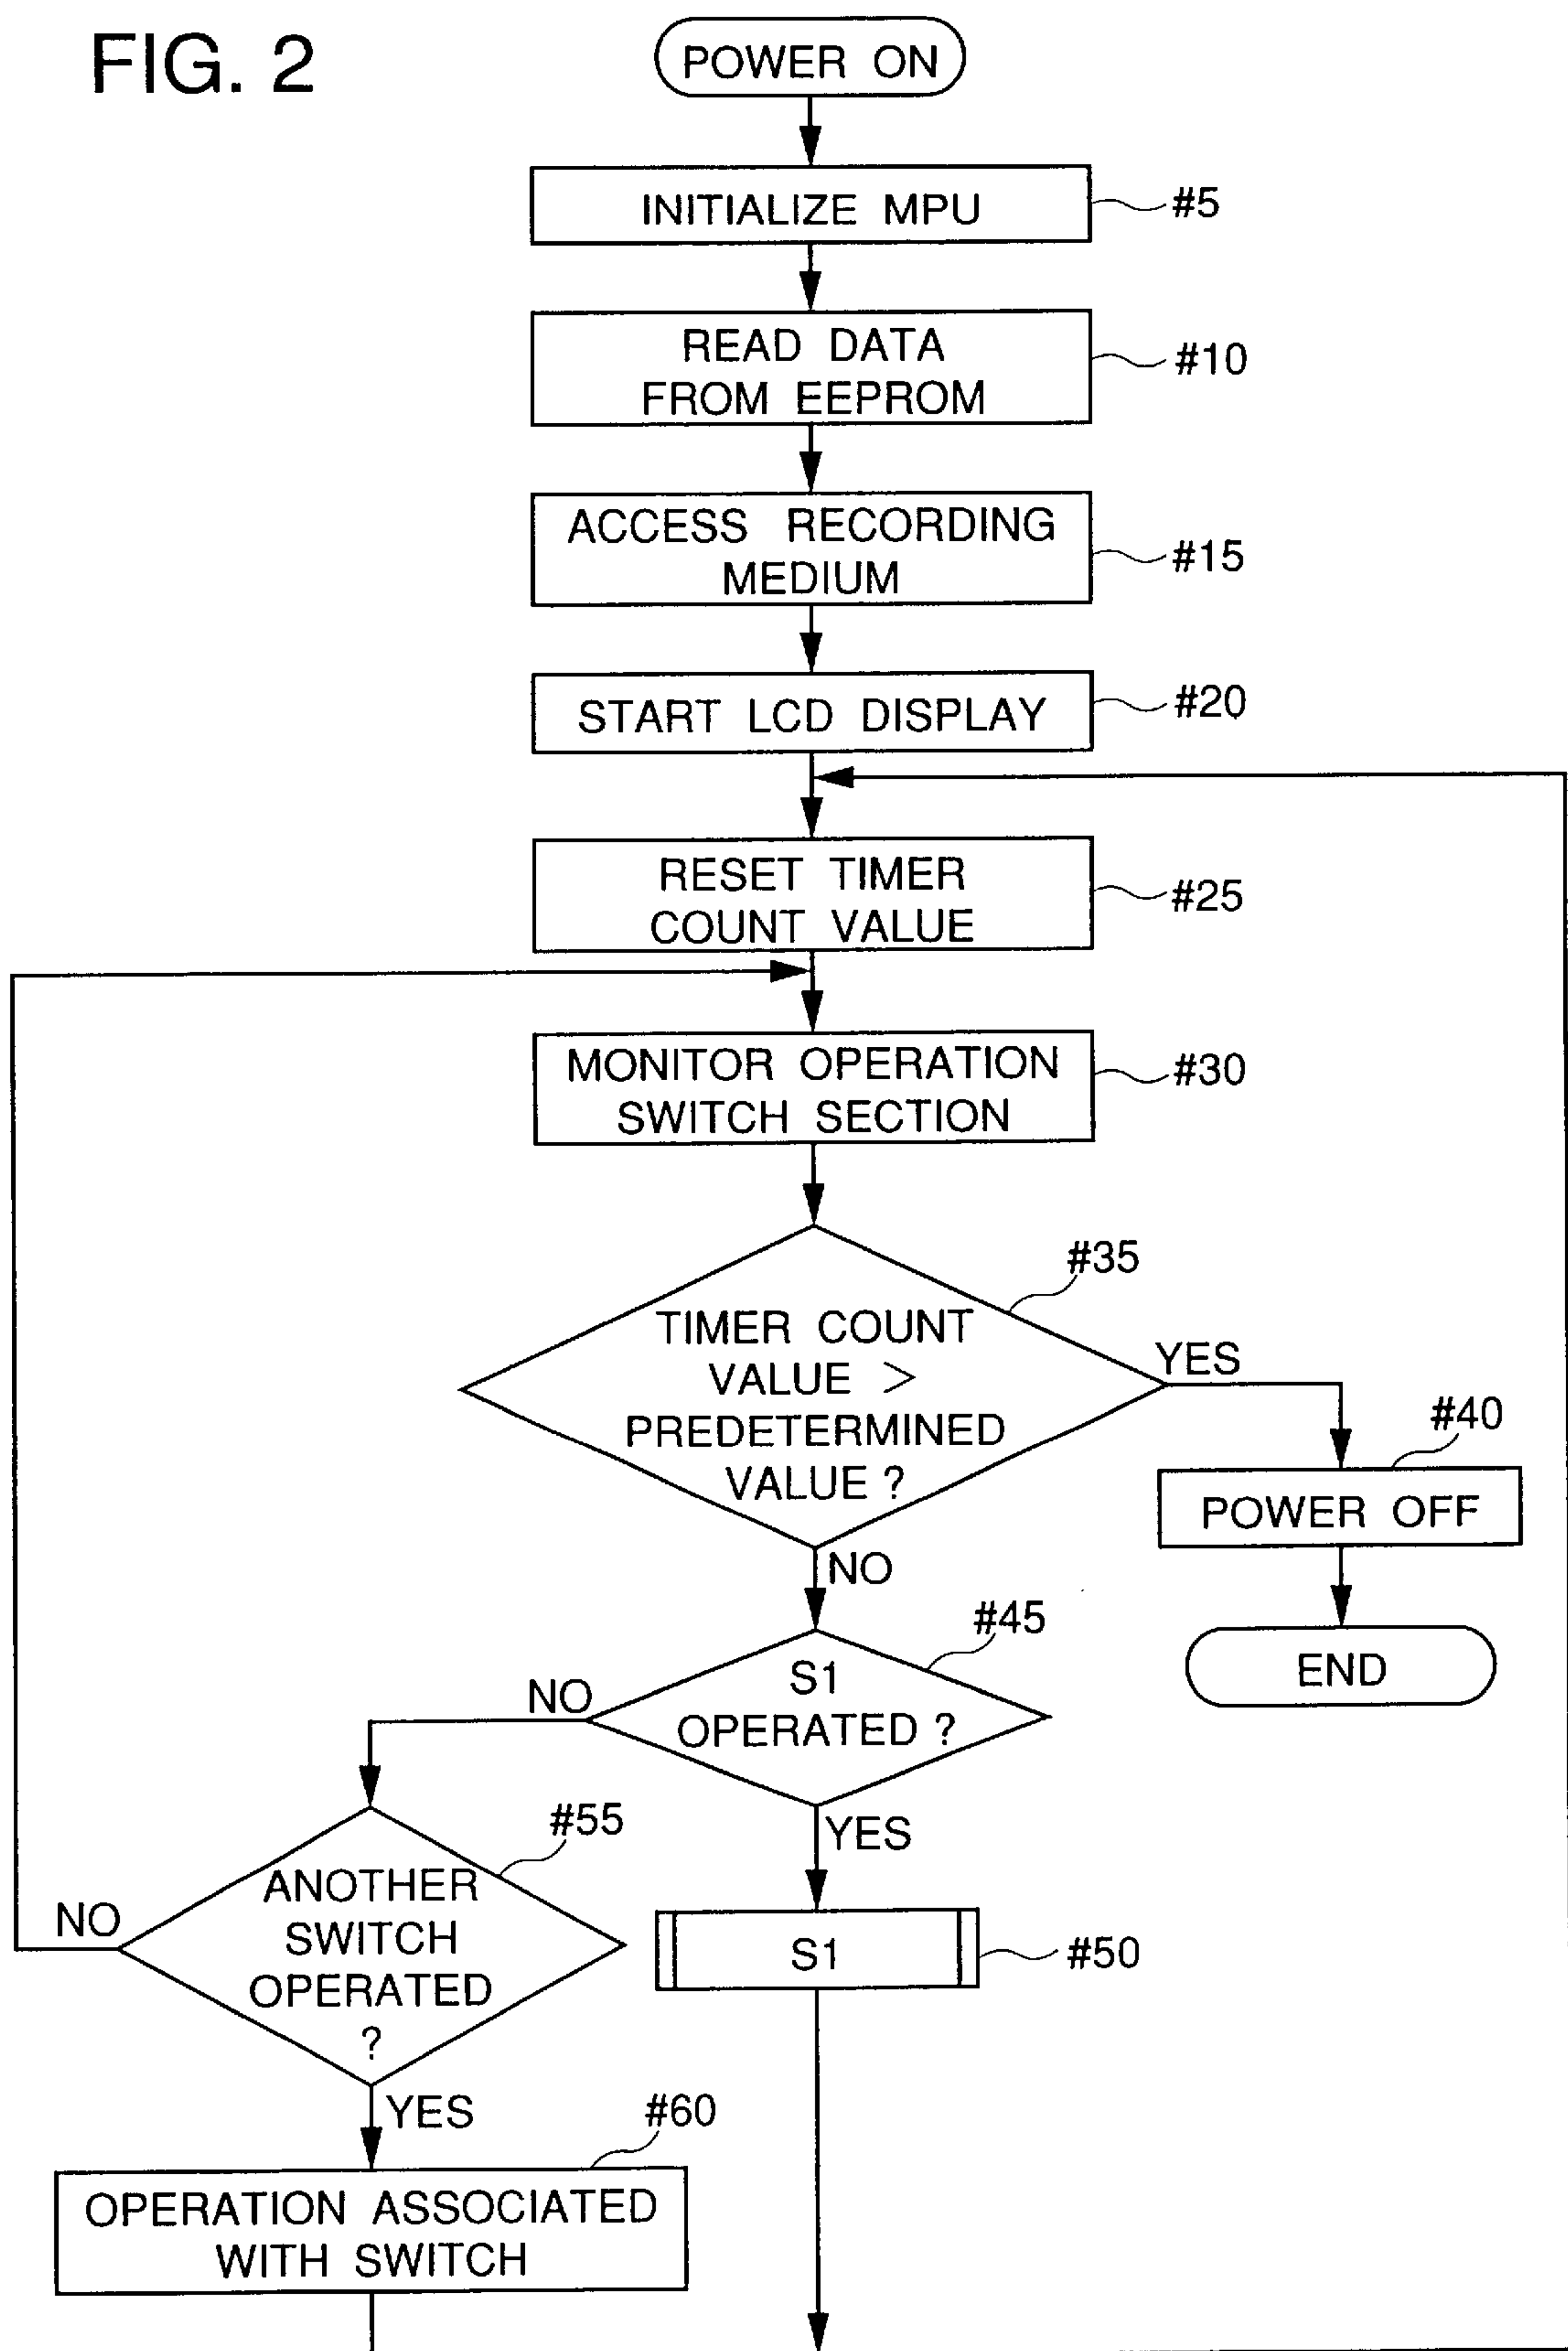 FIG. 2
POWER ON
INITIALIZE MPU
#5
READ DATA
FROM EEPROM
#10
ACCESS RECORDING
MEDIUM
#15
START LCD DISPLAY
#20
RESET TIMER
COUNT VALUE
#25
MONITOR OPERATION
SWITCH SECTION
#30
#35
TIMER COUNT
VALUE >
PREDETERMINED
VALUE ?
YES
#40
POWER OFF
END
NO
#45
S1
OPERATED ?
NO
YES
#55
ANOTHER
SWITCH
OPERATED
?
NO
S1
#50
YES
#60
OPERATION ASSOCIATED
WITH SWITCH